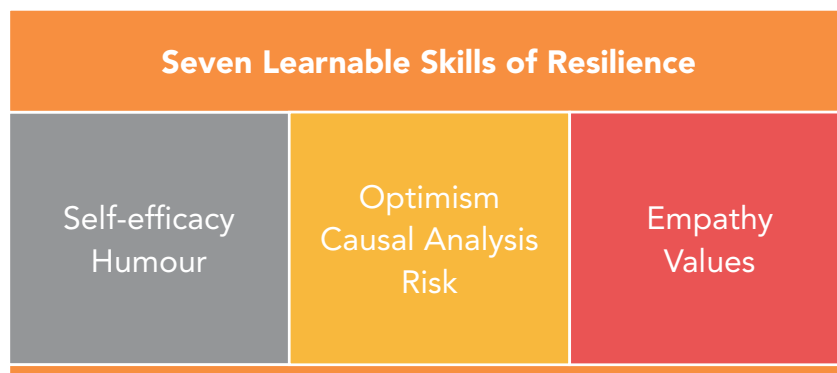 Seven Learnable Skills of Resilience
Self-efficacy
Humour
Optimism
Causal Analysis
Risk
Empathy
Values